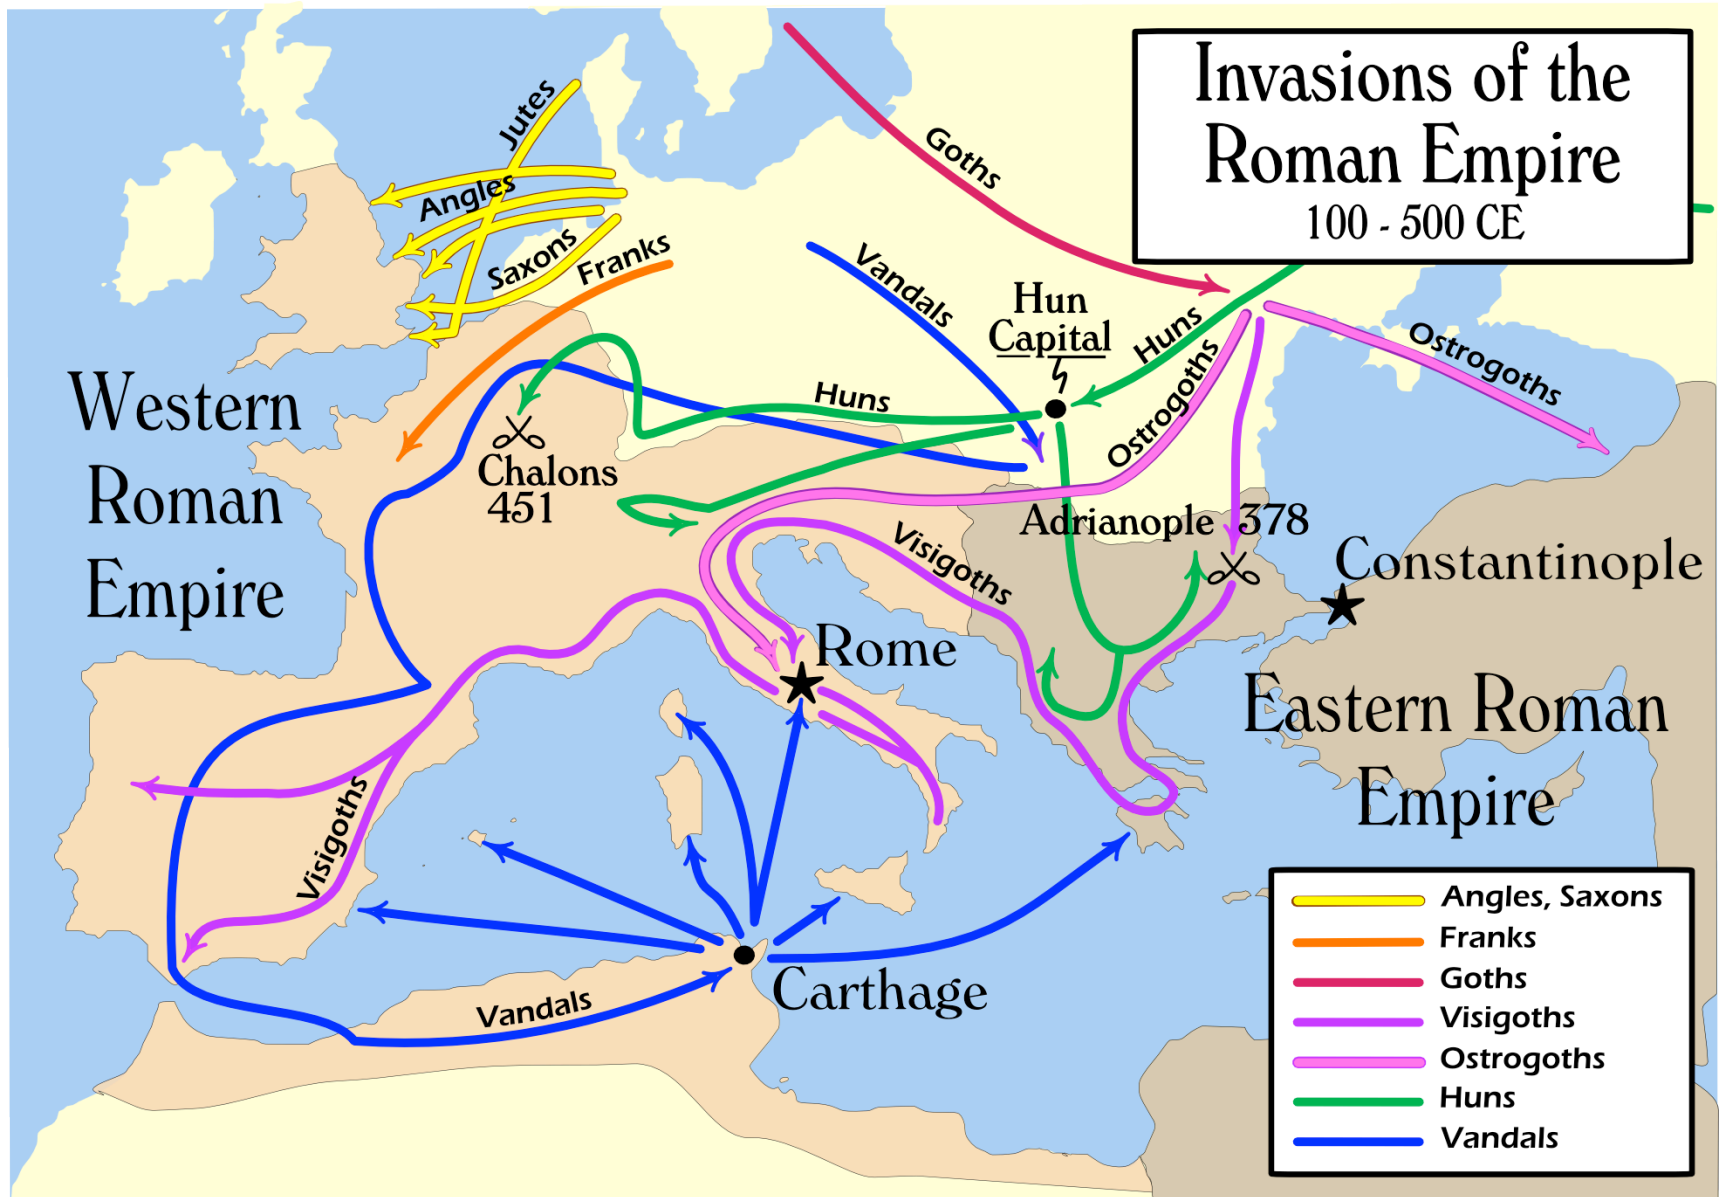 Invasions of the
Roman Empire
100 - 500 CE
Jutes
Angles
Saxons
Franks
Goths
Vandals
Hun
Capital
Huns
Ostrogoths
Ostrogoths
Huns
Western
Roman
Empire
Chalons
451
Adrianople 378
Visigoths
Constantinople
Rome
Eastern Roman
Empire
Visigoths
Carthage
Vandals
Angles, Saxons
Franks
Goths
Visigoths
Ostrogoths
Huns
Vandals